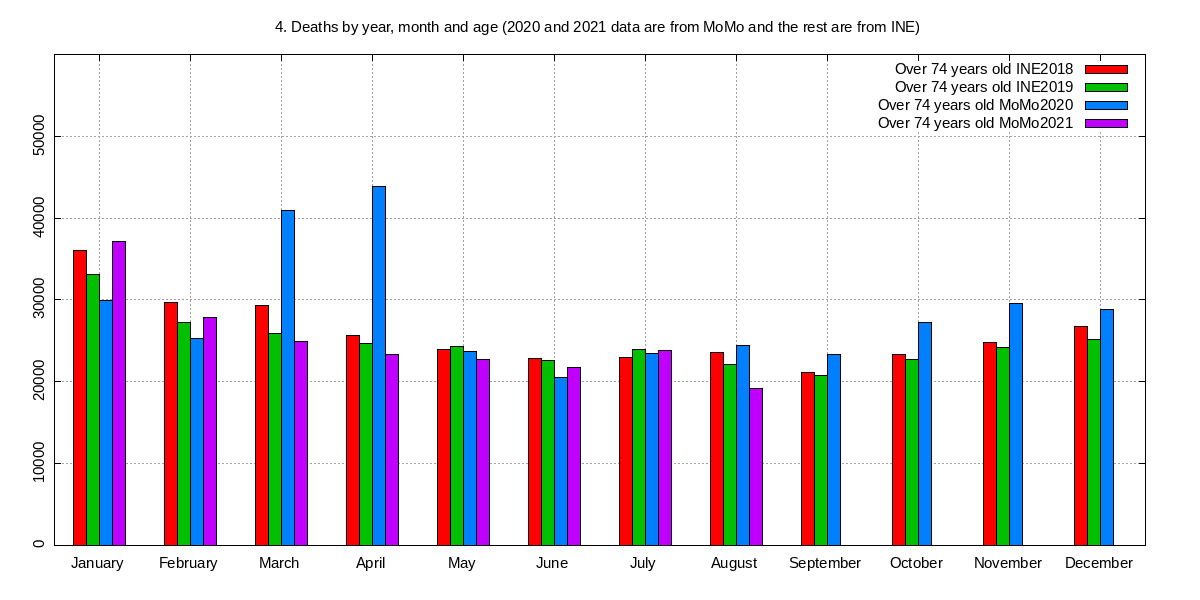 4. Deaths by year, month and age (2020 and 2021 data are from MoMo and the rest are from INE)
Over 74 years old INE2018
Over 74 years old INE2019
Over 74 years old MoMo2020
Over 74 years old MoMo2021
50000
40000
30000
20000
10000
0
January February March April May June July August September October November December